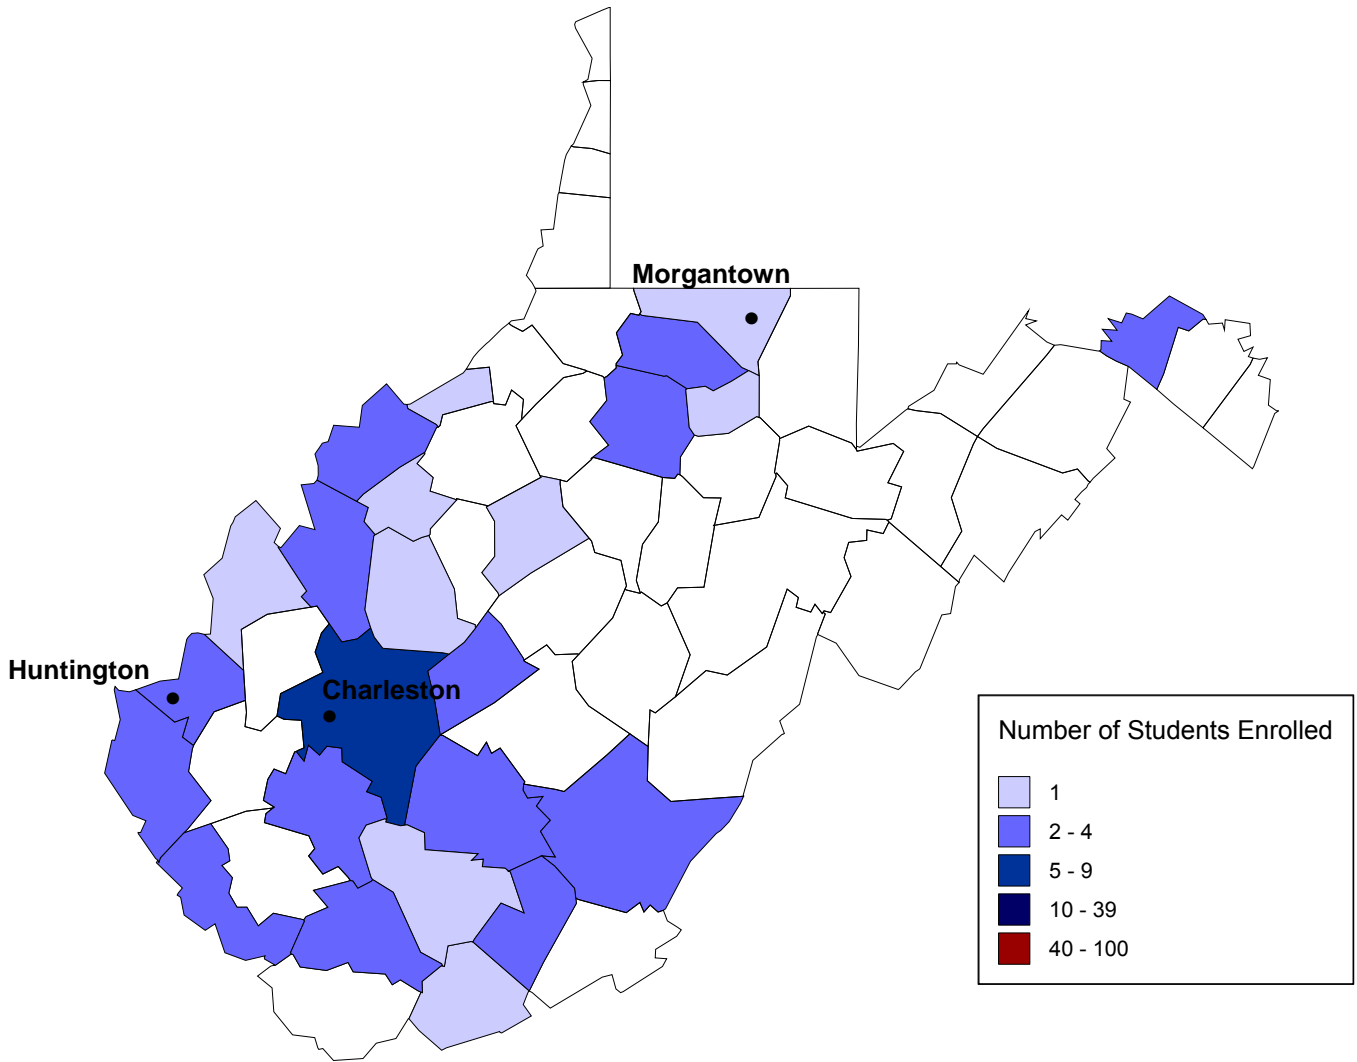 Morgantown
Huntington
Charleston
Number of Students Enrolled
1
2 - 4
5 - 9
10 - 39
40 - 100